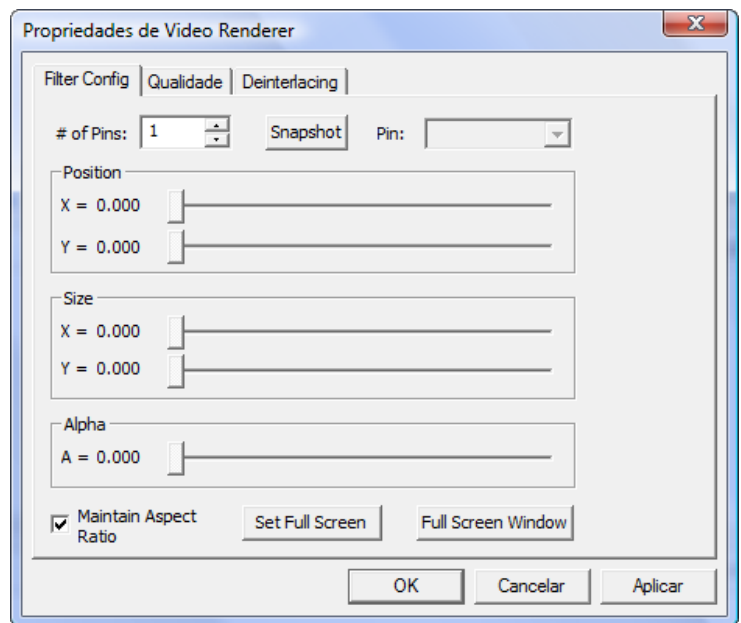 Propriedades de Video Renderer
Filter Config Qualidade Deinterlacing
# of Pins: 1 Snapshot Pin:
Position
X = 0.000
Y = 0.000
Size
X = 0.000
Y = 0.000
Alpha
A = 0.000
Maintain Aspect
Ratio
Set Full Screen Full Screen Window
OK Cancelar Aplicar